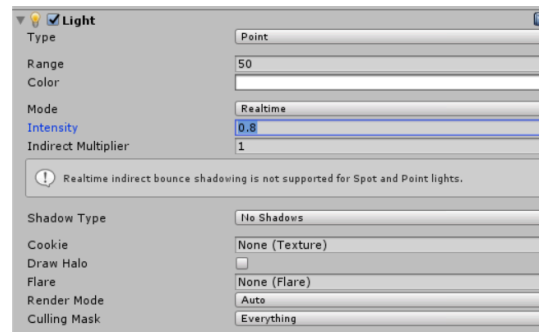 Light
Type Point
Range 50
Color
Mode Realtime
Intensity 0.8
Indirect Multiplier 1
Realtime indirect bounce shadowing is not supported for Spot and Point lights.
Shadow Type No Shadows
Cookie None (Texture)
Draw Halo
Flare None (Flare)
Render Mode Auto
Culling Mask Everything